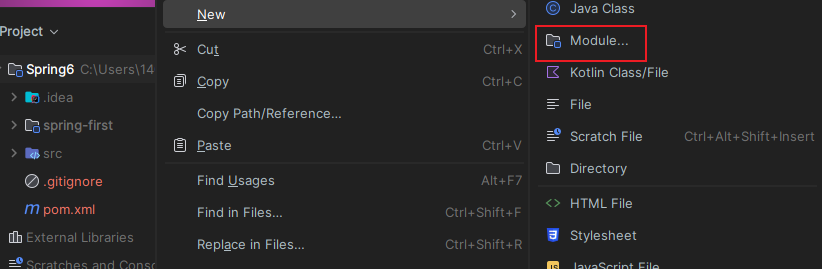 Project
Spring6 C:\Users\14
.idea
spring-first
src
.gitignore
pom.xml
External Libraries
Scratches and Conso
New
Cut Ctrl+X
Copy Ctrl+C
Copy Path/Reference...
Paste Ctrl+V
Find Usages Alt+F7
Find in Files... Ctrl+Shift+F
Replace in Files... Ctrl+Shift+R
Java Class
Module...
Kotlin Class/File
File
Scratch File Ctrl+Alt+Shift+Insert
Directory
HTML File
Stylesheet
JavaScript File